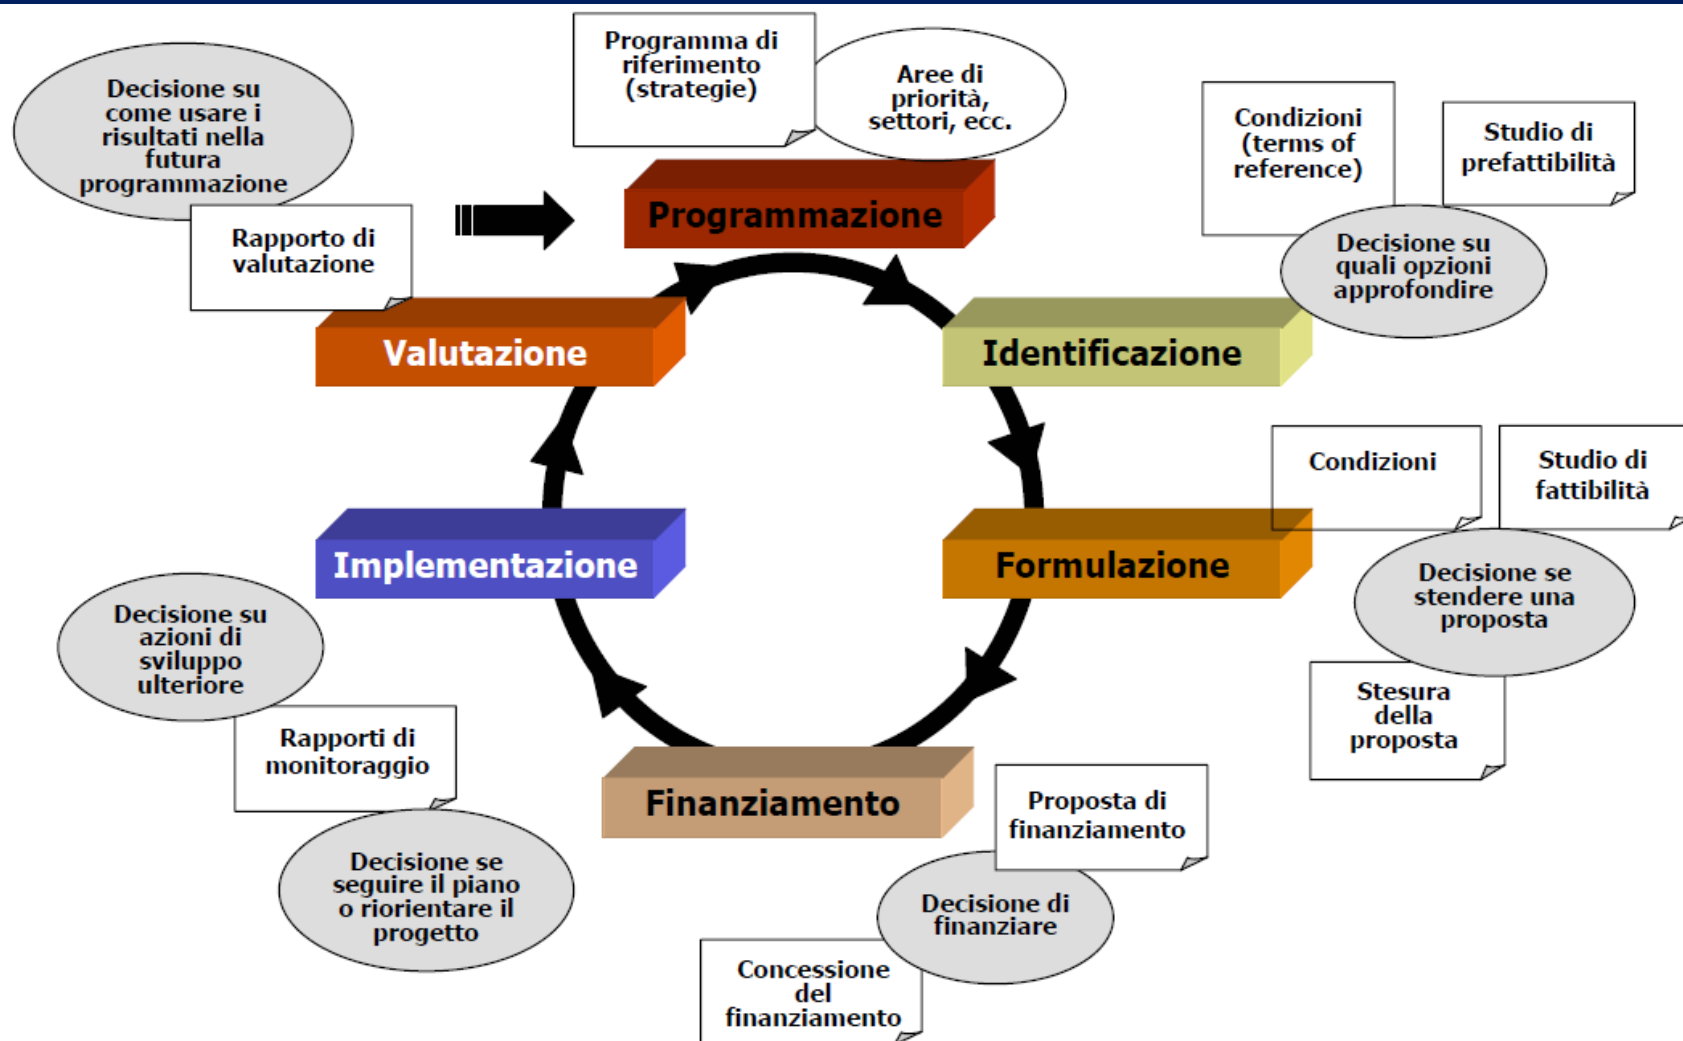 Programma di
riferimento
(strategie)
Aree di
priorità,
settori, ecc.
Programmazione
Condizioni
(terms of
reference)
Studio di
prefattibilità
Decisione su
quali opzioni
approfondire
Identificazione
Condizioni
Studio di
fattibilità
Decisione se
stendere una
proposta
Stesura
della
proposta
Formulazione
Proposta di
finanziamento
Decisione di
finanziare
Concessione
del
finanziamento
Finanziamento
Implementazione
Decisione su
azioni di
sviluppo
ulteriore
Rapporti di
monitoraggio
Decisione se
seguire il piano
o riorientare il
progetto
Valutazione
Decisione su
come usare i
risultati nella
futura
programmazione
Rapporto di
valutazione